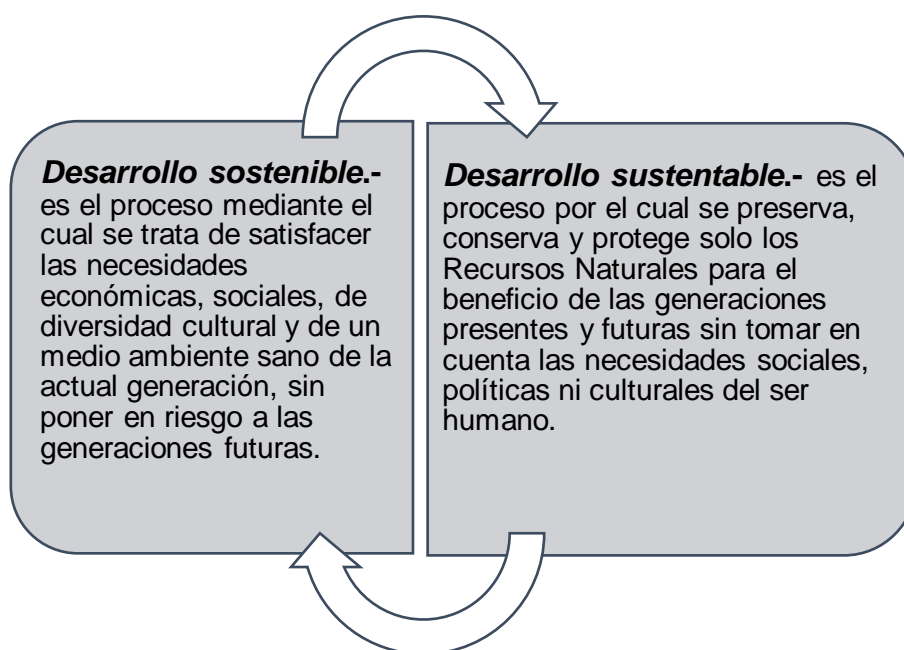 Desarrollo sostenible.-
es el proceso mediante el
cual se trata de satisfacer
las necesidades
económicas, sociales, de
diversidad cultural y de un
medio ambiente sano de la
actual generación, sin
poner en riesgo a las
generaciones futuras.
Desarrollo sustentable.- es el
proceso por el cual se preserva,
conserva y protege solo los
Recursos Naturales para el
beneficio de las generaciones
presentes y futuras sin tomar en
cuenta las necesidades sociales,
políticas ni culturales del ser
humano.